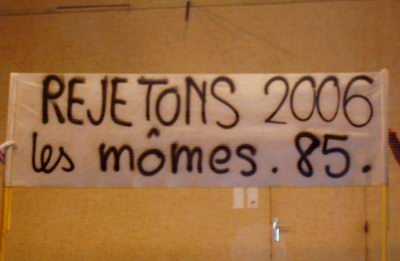 REJETONS 2006
les mômes. 85.